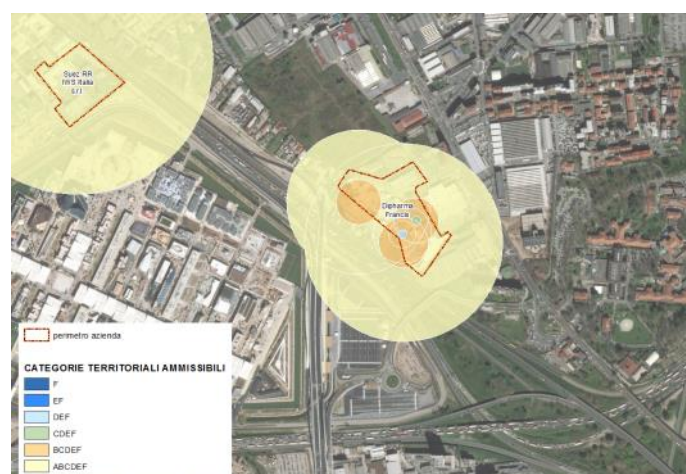 Suez RR
IWS Italia
s.r.l
Dipharma
Francis
perimetro azienda
CATEGORIE TERRITORIALI AMMISSIBILI
F
EF
DEF
CDEF
BCDEF
ABCDEF